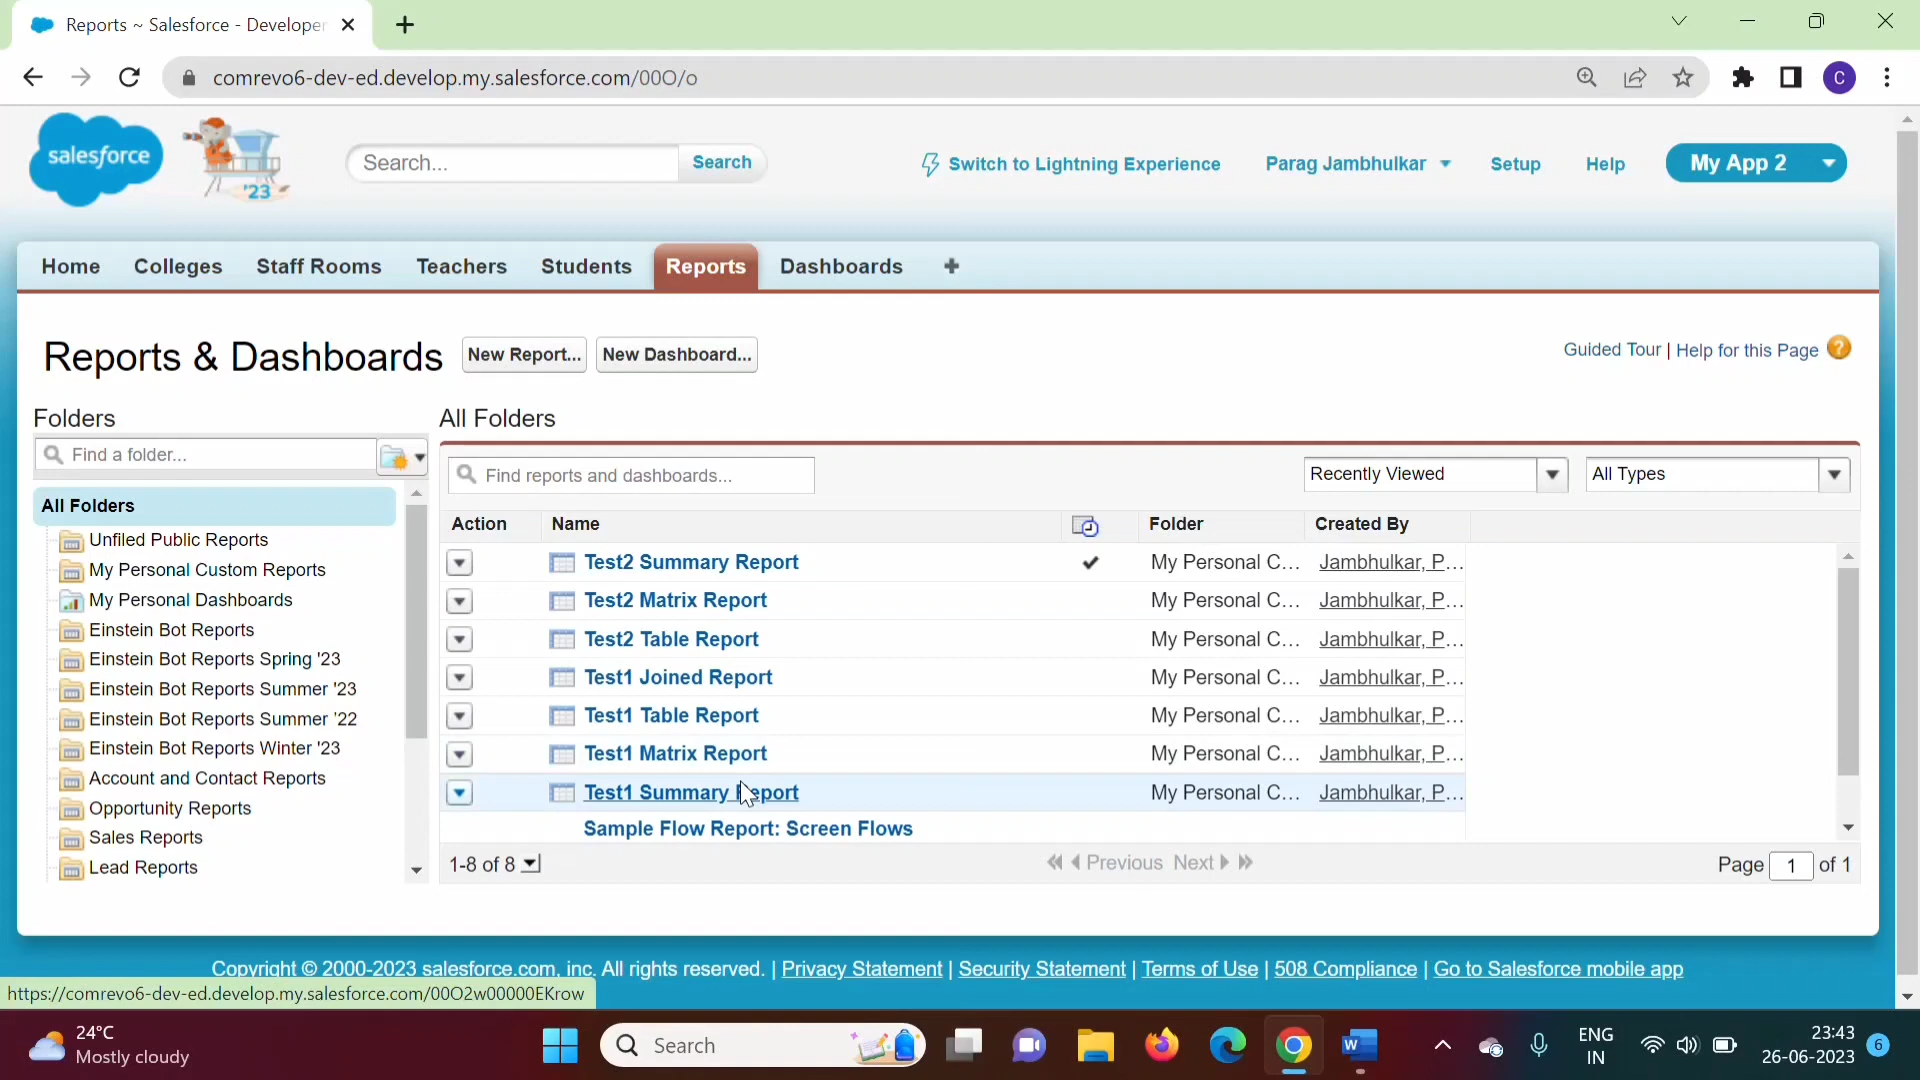 Reports ~ Salesforce - Developer
comrevo6-dev-ed.develop.my.salesforce.com/00O/o
C
salesforce
'23
Search...
Search
Switch to Lightning Experience
Parag Jambhulkar
Setup
Help
My App 2
Home
Colleges
Staff Rooms
Teachers
Students
Reports
Dashboards
Reports & Dashboards
New Report...
New Dashboard...
Guided Tour | Help for this Page
Folders
Find a folder...
All Folders
Unfiled Public Reports
My Personal Custom Reports
My Personal Dashboards
Einstein Bot Reports
Einstein Bot Reports Spring '23
Einstein Bot Reports Summer '23
Einstein Bot Reports Summer '22
Einstein Bot Reports Winter '23
Account and Contact Reports
Opportunity Reports
Sales Reports
Lead Reports
All Folders
Find reports and dashboards...
Recently Viewed
All Types
Action Name Folder Created By
Test2 Summary Report My Personal C... Jambhulkar, P...
Test2 Matrix Report My Personal C... Jambhulkar, P...
Test2 Table Report My Personal C... Jambhulkar, P...
Test1 Joined Report My Personal C... Jambhulkar, P...
Test1 Table Report My Personal C... Jambhulkar, P...
Test1 Matrix Report My Personal C... Jambhulkar, P...
Test1 Summary Report My Personal C... Jambhulkar, P...
Sample Flow Report: Screen Flows
1-8 of 8
Previous Next
Page 1 of 1
Copyright © 2000-2023 salesforce.com, inc. All rights reserved. | Privacy Statement | Security Statement | Terms of Use | 508 Compliance | Go to Salesforce mobile app
https://comrevo6-dev-ed.develop.my.salesforce.com/00O2w00000EKrow
24°C
Mostly cloudy
Search
W
ENG
IN
23:43
26-06-2023
6